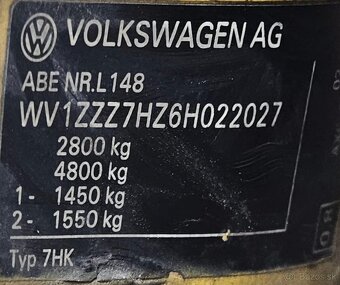 VOLKSWAGEN AG
ABE NR.L148
WV1ZZZ7HZ6H022027
2800 kg
4800 kg
1- 1450 kg
2- 1550 kg
Typ 7HK